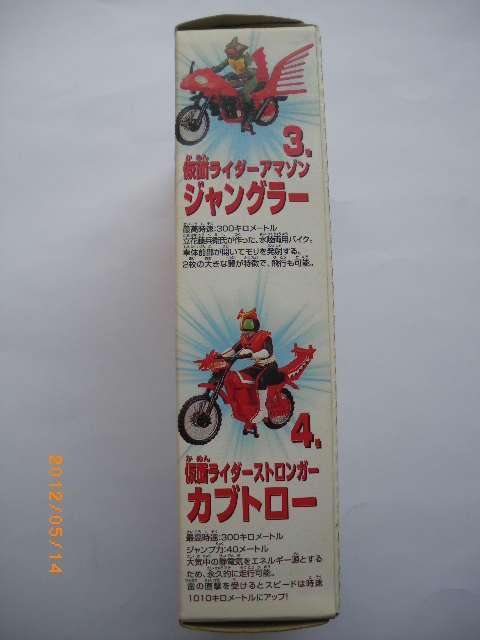 3.
仮面ライダーアマゾン
ジャングラー
最高時速:300キロメートル
立花藤兵衛氏が作った、水陸両用バイク。
車体前部が開いてモリを発射する。
2枚の大きな翼が特徴で、飛行も可能。
4.
仮面ライダーストロンガー
カブトロー
最高時速:300キロメートル
ジャンプ力:40メートル
大気中の静電気をエネルギー源とする
ため、永久的に走行可能。
雷の直撃を受けるとスピードは時速
1010キロメートルにアップ!
2012/05/14